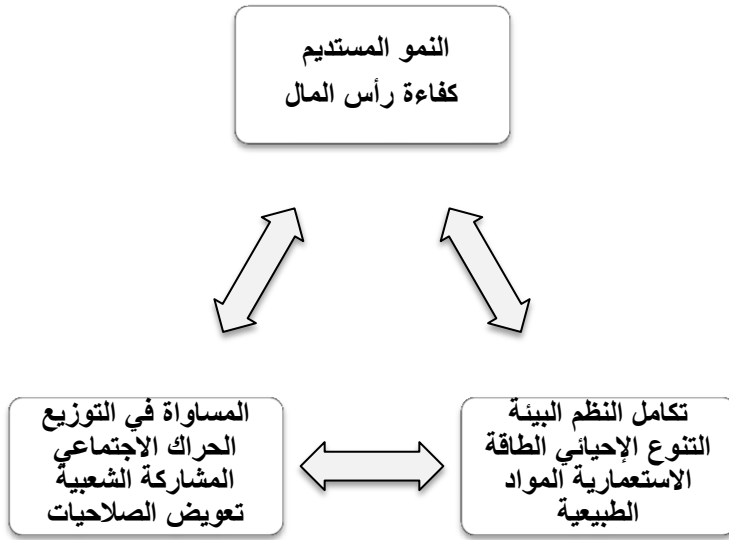 النمو المستديم
كفاءة رأس المال
تكامل النظم البيئة
التنوع الإحيائي الطاقة
الاستعمارية المواد
الطبيعية
المساواة في التوزيع
الحراك الاجتماعي
المشاركة الشعبية
تعويض الصلاحيات